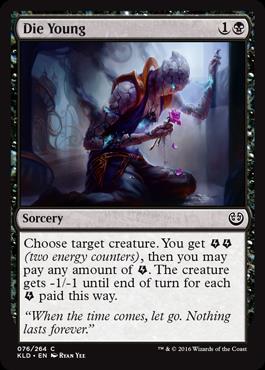 Die Young 1
Sorcery
Choose target creature. You get
(two energy counters), then you may
pay any amount of . The creature
gets -1/-1 until end of turn for each
paid this way.
“When the time comes, let go. Nothing
lasts forever.”
076/264 C
KLD • EN Ryan Yee
™ & © 2016 Wizards of the Coast